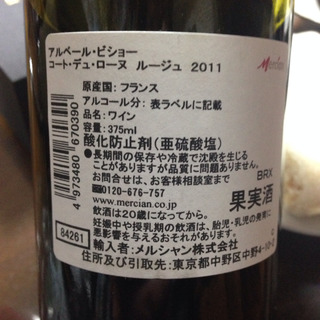 アルベール・ビショー
コート・デュ・ローヌ ルージュ 2011
Mercian
原産国:フランス
アルコール分:表ラベルに記載
品名:ワイン
容量:375ml
酸化防止剤(亜硫酸塩)
●長期間の保存や冷蔵で沈殿を生じる
ことがありますが品質に問題ありません
お問合せは、お客様相談室まで
0120-676-757
www.mercian.co.jp
BRX
果実酒
飲酒は20歳になってから。
妊娠中や授乳期の飲酒は、胎児・乳児の発育に
悪影響を与えるおそれがあります。
輸入者:メルシャン株式会社
住所及び引取先:東京都中野区中野4-10-2
4 973480 670390
84261